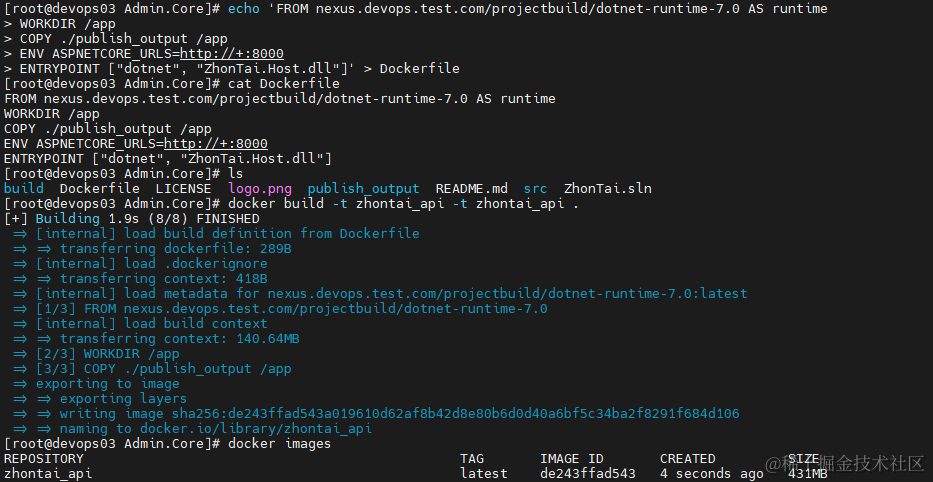 [root@devops03 Admin.Core]# echo 'FROM nexus.devops.test.com/projectbuild/dotnet-runtime-7.0 AS runtime
> WORKDIR /app
> COPY ./publish_output /app
> ENV ASPNETCORE_URLS=http://+:8000
> ENTRYPOINT ["dotnet", "ZhonTai.Host.dll"]' > Dockerfile
[root@devops03 Admin.Core]# cat Dockerfile
FROM nexus.devops.test.com/projectbuild/dotnet-runtime-7.0 AS runtime
WORKDIR /app
COPY ./publish_output /app
ENV ASPNETCORE_URLS=http://+:8000
ENTRYPOINT ["dotnet", "ZhonTai.Host.dll"]
[root@devops03 Admin.Core]# ls
build Dockerfile LICENSE logo.png publish_output README.md src ZhonTai.sln
[root@devops03 Admin.Core]# docker build -t zhontai_api -t zhontai_api .
[+] Building 1.9s (8/8) FINISHED
=> [internal] load build definition from Dockerfile
=> => transferring dockerfile: 289B
=> [internal] load .dockerignore
=> => transferring context: 418B
=> [internal] load metadata for nexus.devops.test.com/projectbuild/dotnet-runtime-7.0:latest
=> [1/3] FROM nexus.devops.test.com/projectbuild/dotnet-runtime-7.0
=> [internal] load build context
=> => transferring context: 140.64MB
=> [2/3] WORKDIR /app
=> [3/3] COPY ./publish_output /app
=> exporting to image
=> => exporting layers
=> => writing image sha256:de243ffad543a019610d62af8b42d8e80b6d0d40a6bf5c34ba2f8291f684d106
=> => naming to docker.io/library/zhontai_api
[root@devops03 Admin.Core]# docker images
REPOSITORY TAG IMAGE ID CREATED SIZE
zhontai_api latest de243ffad543 4 seconds ago 431MB
@稀土掘金技术社区